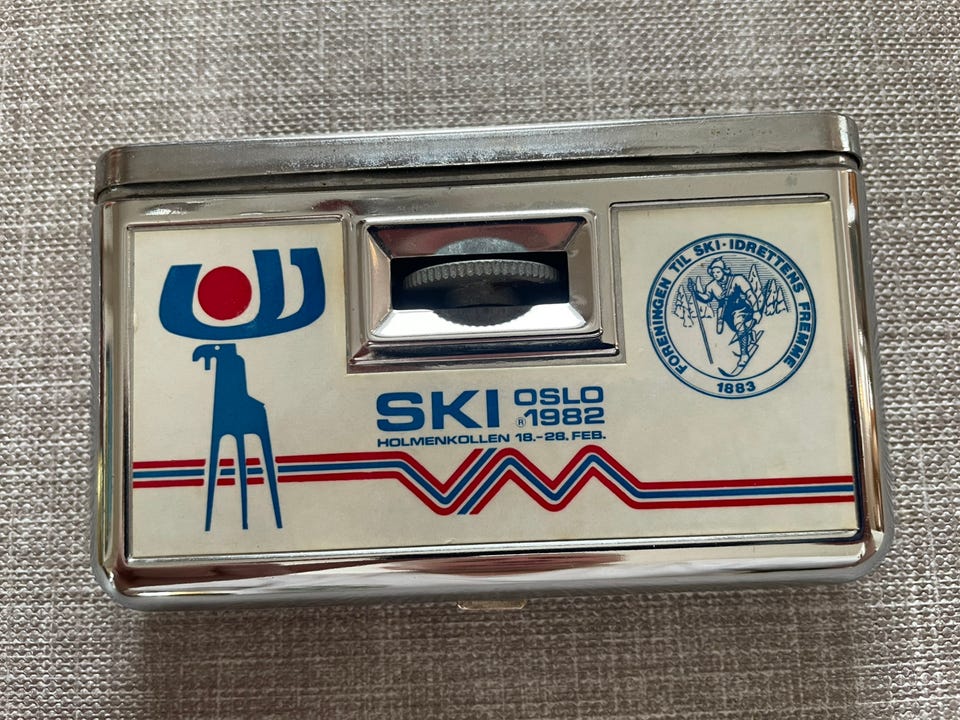 SKI OSLO
® 1982
HOLMENKOLLEN 18.-28. FEB.
FORENINGEN TIL SKI·IDRETTENS FREMME
1883